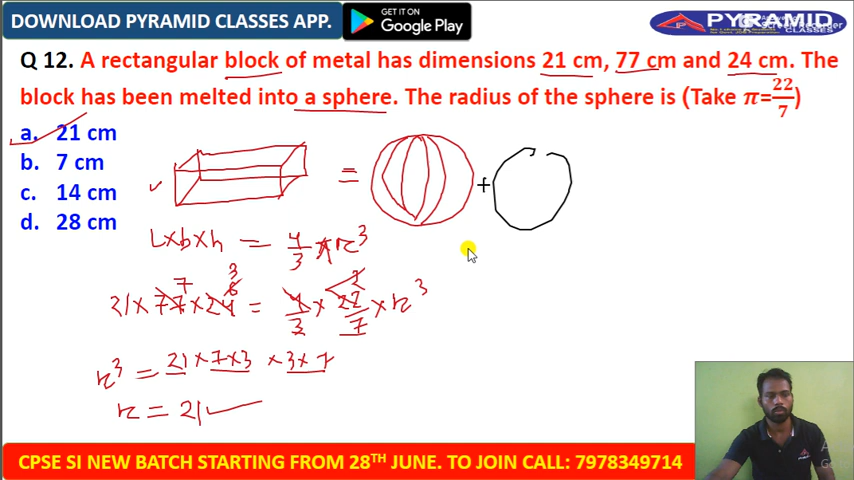 DOWNLOAD PYRAMID CLASSES APP.
GET IT ON
Google Play
PYRAMID
CLASSES
Q 12. A rectangular block of metal has dimensions 21 cm, 77 cm and 24 cm. The
block has been melted into a sphere. The radius of the sphere is (Take π=22/7)
a. 21 cm
b. 7 cm
c. 14 cm
d. 28 cm
= +
L×b×h = 4/3 π r³
7 3 2
21 × 77 × 24 = 4/3 × 22/7 × r³
r³ = 21 × 7×3 × 3×7
r = 21
CPSE SI NEW BATCH STARTING FROM 28TH JUNE. TO JOIN CALL: 7978349714